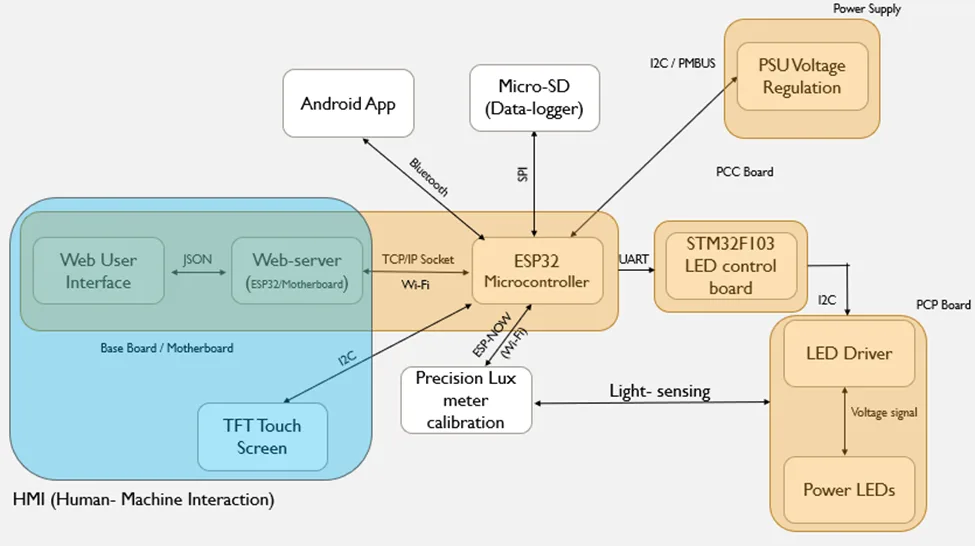 Power Supply
I2C / PMBUS
PSU Voltage
Regulation
Android App
Micro-SD
(Data-logger)
Bluetooth
SPI
PCC Board
Web User
Interface
JSON
Web-server
(ESP32/Motherboard)
TCP/IP Socket
Wi-Fi
ESP32
Microcontroller
UART
STM32F103
LED control
board
I2C
PCP Board
Base Board / Motherboard
I2C
ESP-NOW
(Wi-Fi)
Precision Lux
meter
calibration
Light- sensing
LED Driver
Voltage signal
Power LEDs
TFT Touch
Screen
HMI (Human- Machine Interaction)